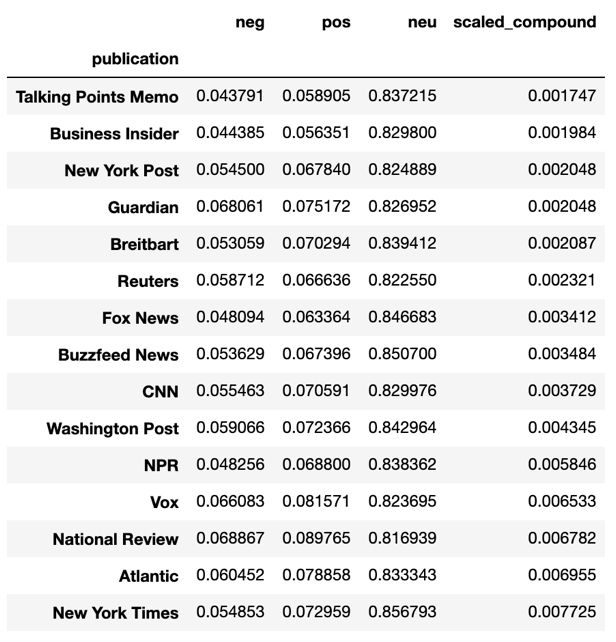 neg pos neu scaled_compound
publication
Talking Points Memo 0.043791 0.058905 0.837215 0.001747
Business Insider 0.044385 0.056351 0.829800 0.001984
New York Post 0.054500 0.067840 0.824889 0.002048
Guardian 0.068061 0.075172 0.826952 0.002048
Breitbart 0.053059 0.070294 0.839412 0.002087
Reuters 0.058712 0.066636 0.822550 0.002321
Fox News 0.048094 0.063364 0.846683 0.003412
Buzzfeed News 0.053629 0.067396 0.850700 0.003484
CNN 0.055463 0.070591 0.829976 0.003729
Washington Post 0.059066 0.072366 0.842964 0.004345
NPR 0.048256 0.068800 0.838362 0.005846
Vox 0.066083 0.081571 0.823695 0.006533
National Review 0.068867 0.089765 0.816939 0.006782
Atlantic 0.060452 0.078858 0.833343 0.006955
New York Times 0.054853 0.072959 0.856793 0.007725